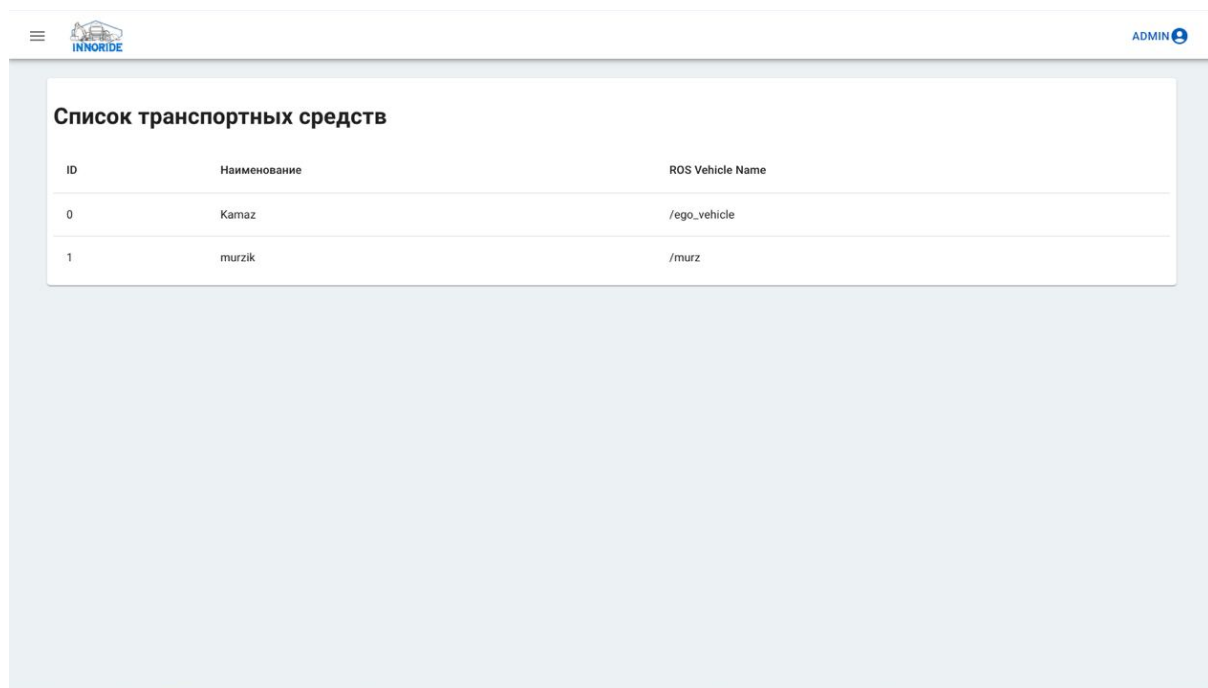 INNORIDE
ADMIN
Список транспортных средств
ID Наименование ROS Vehicle Name
0 Kamaz /ego_vehicle
1 murzik /murz